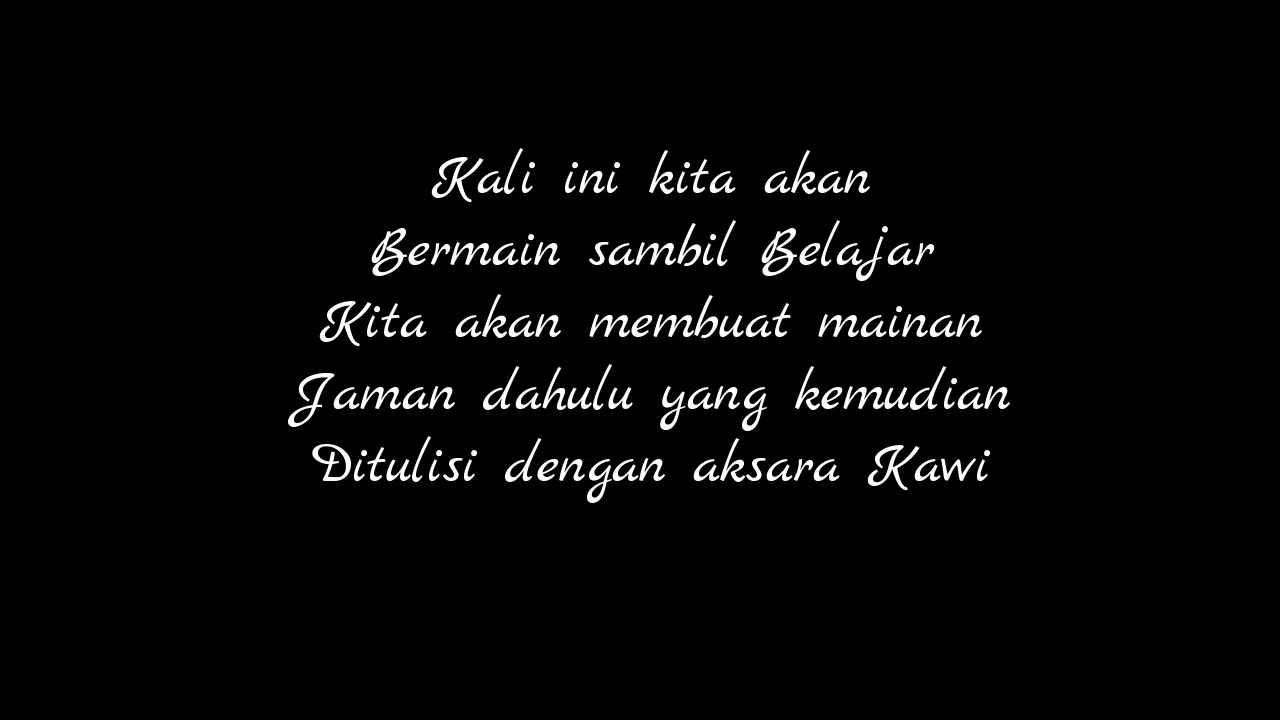 Kali ini kita akan
Bermain sambil Belajar
Kita akan membuat mainan
Jaman dahulu yang kemudian
Ditulisi dengan aksara Kawi